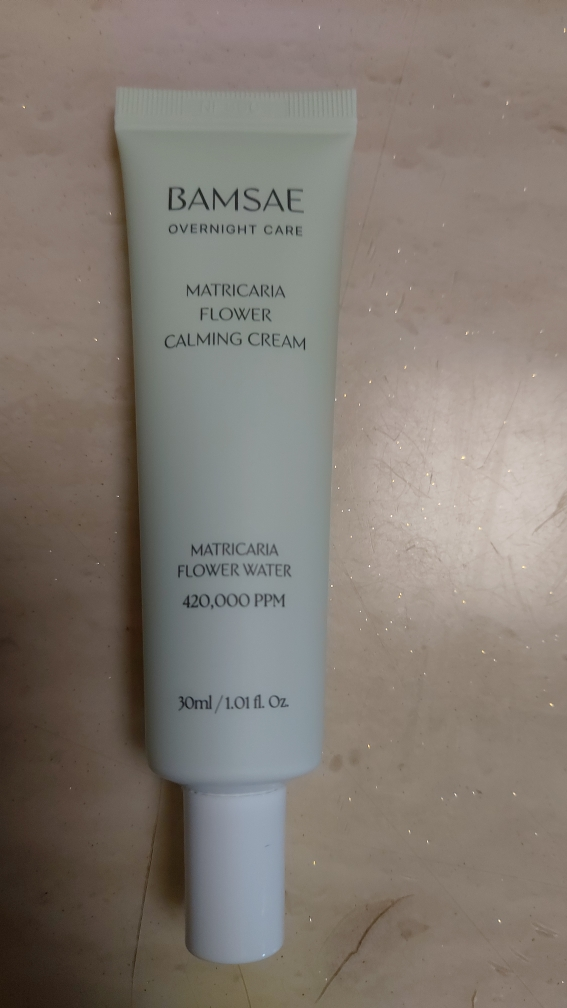 BAMSAE
OVERNIGHT CARE
MATRICARIA
FLOWER
CALMING CREAM
MATRICARIA
FLOWER WATER
420,000 PPM
30ml / 1.01 fl. Oz